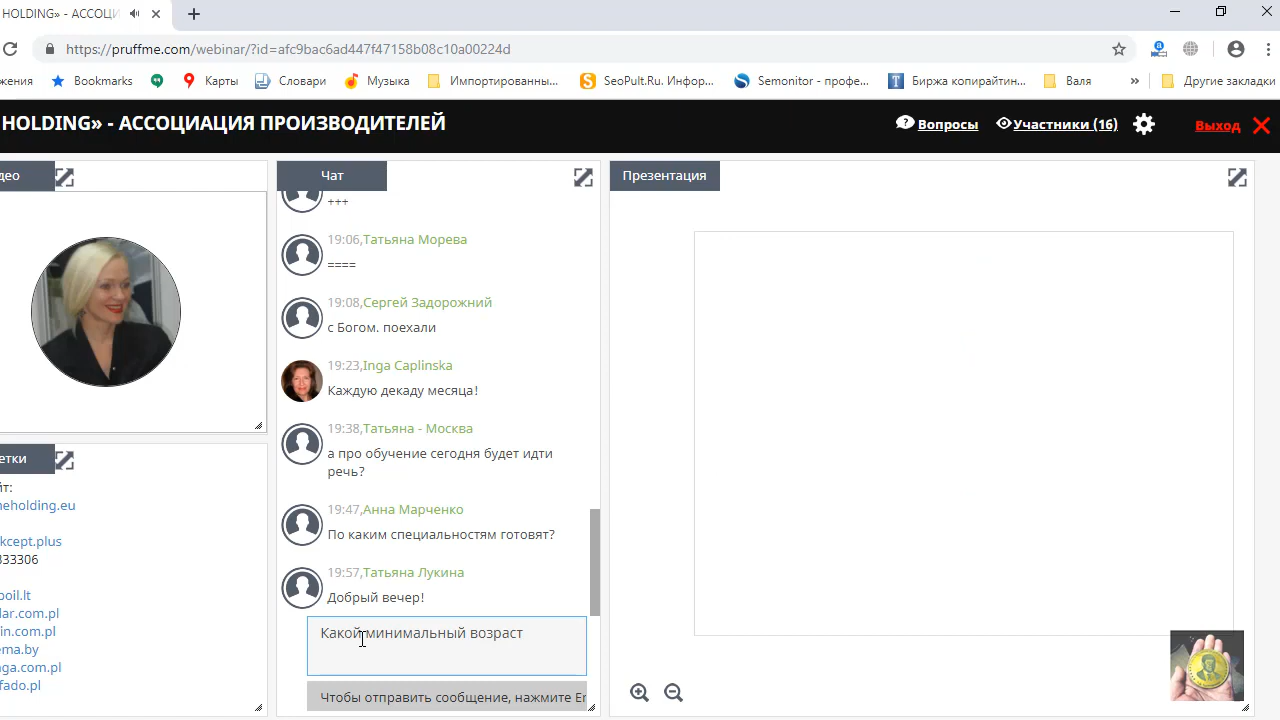 HOLDING» - АССОЦИ
https://pruffme.com/webinar/?id=afc9bac6ad447f47158b08c10a00224d
жения Bookmarks Карты Словари Музыка Импортированны... SeoPult.Ru. Инфор... Semonitor - профе... Биржа копирайтин... Валя » Другие закладки
HOLDING» - АССОЦИАЦИЯ ПРОИЗВОДИТЕЛЕЙ
Вопросы Участники (16) Выход
део
Чат
+++
19:06,Татьяна Морева
====
19:08,Сергей Задорожний
с Богом. поехали
19:23,Inga Caplinska
Каждую декаду месяца!
19:38,Татьяна - Москва
а про обучение сегодня будет идти
речь?
19:47,Анна Марченко
По каким специальностям готовят?
19:57,Татьяна Лукина
Добрый вечер!
Какой минимальный возраст
Чтобы отправить сообщение, нажмите En
Презентация
етки
йт:
neholding.eu
kcept.plus
333306
poil.lt
lar.com.pl
in.com.pl
ema.by
nga.com.pl
fado.pl